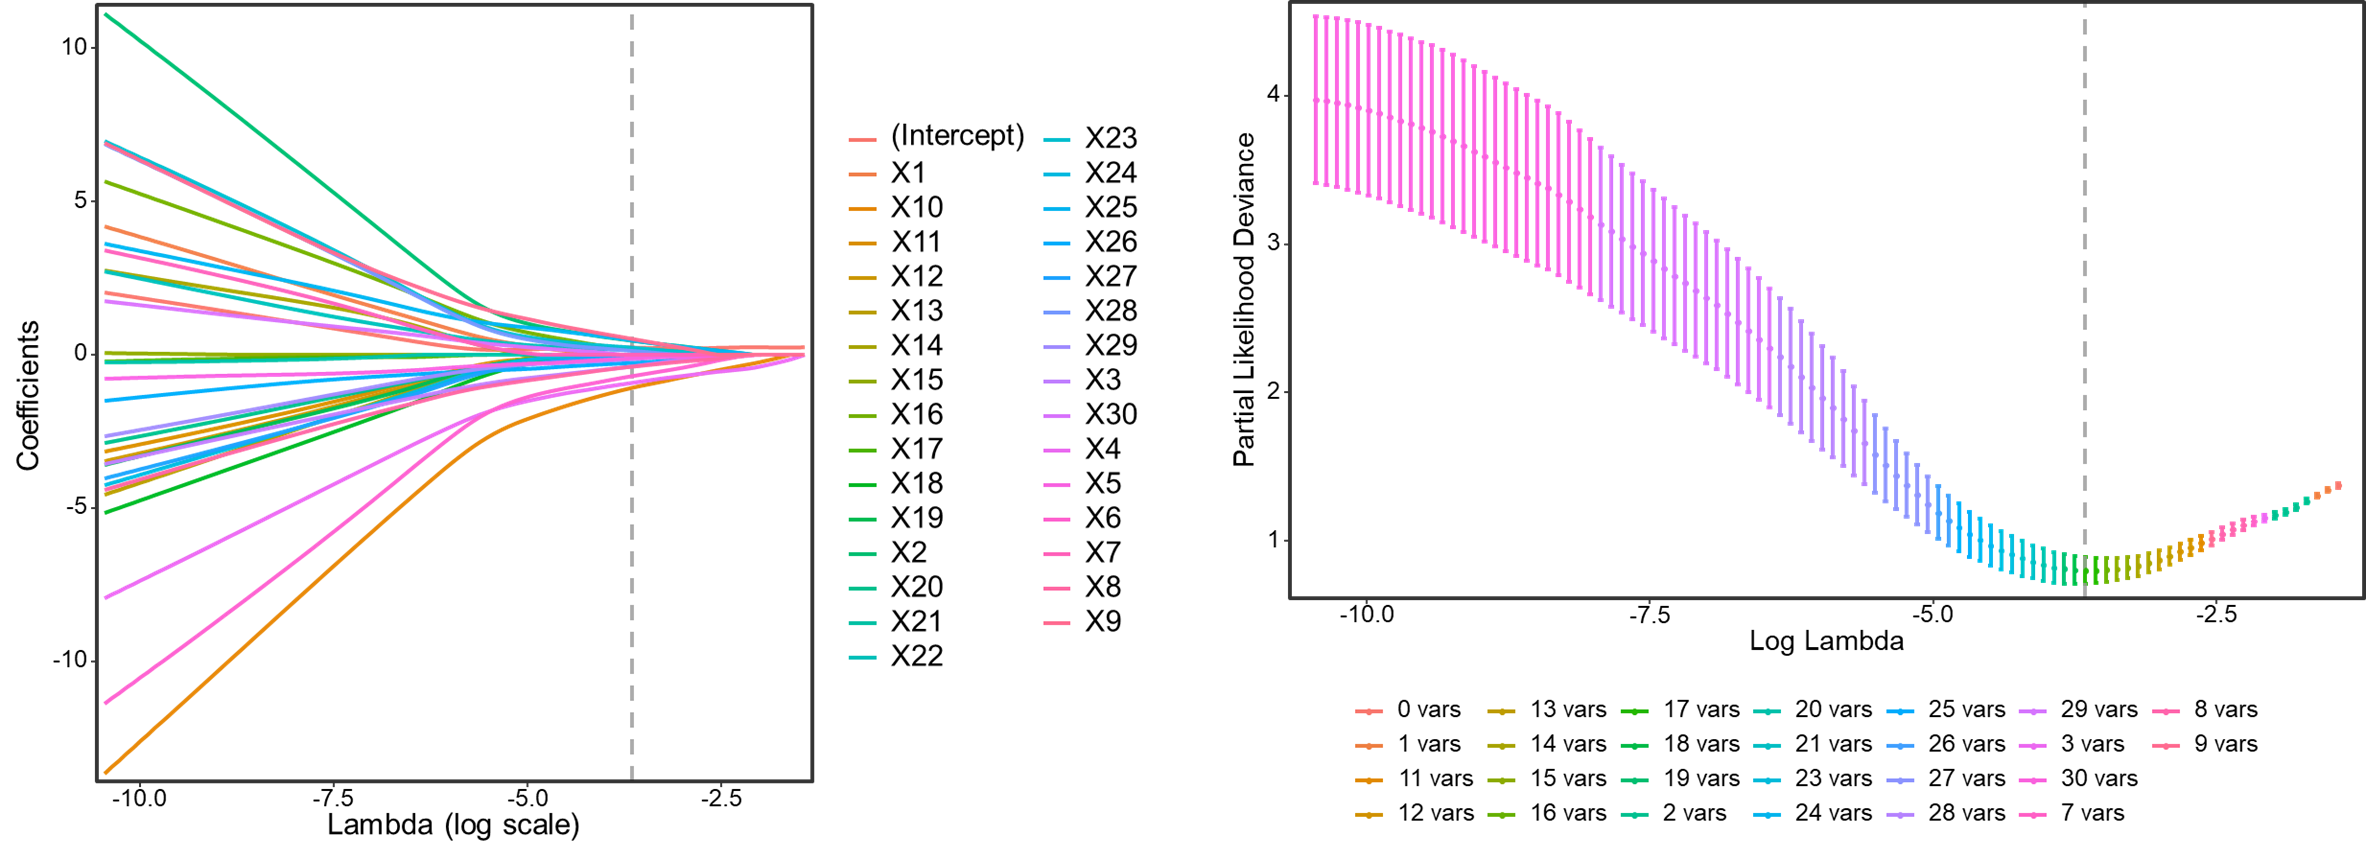 10
5
0
-5
-10
Coefficients
-10.0 -7.5 -5.0 -2.5
Lambda (log scale)
(Intercept) X23
X1 X24
X10 X25
X11 X26
X12 X27
X13 X28
X14 X29
X15 X3
X16 X30
X17 X4
X18 X5
X19 X6
X2 X7
X20 X8
X21 X9
X22
4
3
2
1
Partial Likelihood Deviance
-10.0 -7.5 -5.0 -2.5
Log Lambda
0 vars 13 vars 17 vars 20 vars 25 vars 29 vars 8 vars
1 vars 14 vars 18 vars 21 vars 26 vars 3 vars 9 vars
11 vars 15 vars 19 vars 23 vars 27 vars 30 vars
12 vars 16 vars 2 vars 24 vars 28 vars 7 vars